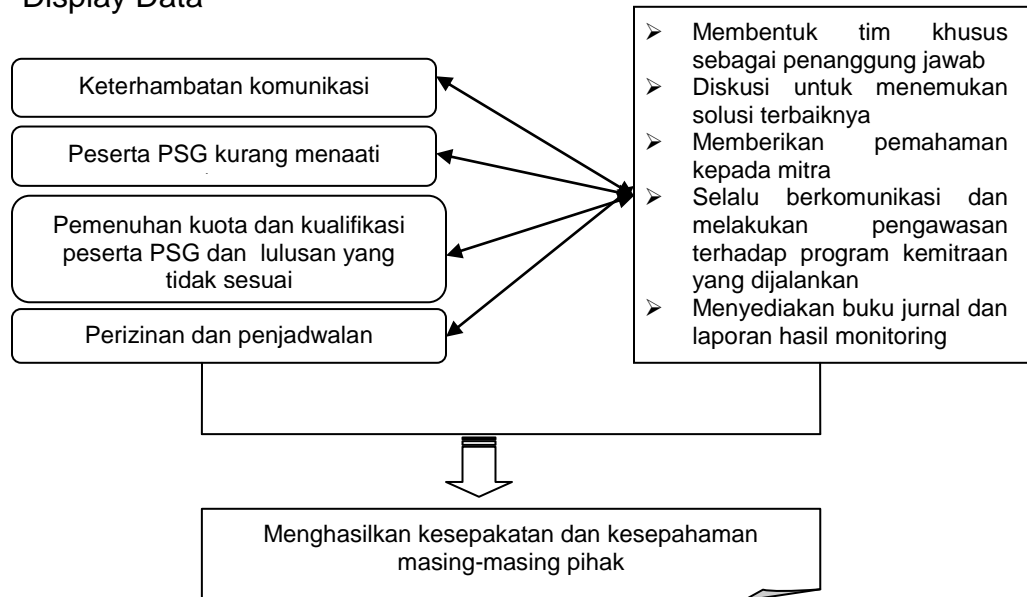 Display Data
Keterhambatan komunikasi
Peserta PSG kurang menaati
Pemenuhan kuota dan kualifikasi
peserta PSG dan lulusan yang
tidak sesuai
Perizinan dan penjadwalan
➢ Membentuk tim khusus
sebagai penanggung jawab
➢ Diskusi untuk menemukan
solusi terbaiknya
➢ Memberikan pemahaman
kepada mitra
➢ Selalu berkomunikasi dan
melakukan pengawasan
terhadap program kemitraan
yang dijalankan
➢ Menyediakan buku jurnal dan
laporan hasil monitoring
Menghasilkan kesepakatan dan kesepahaman
masing-masing pihak